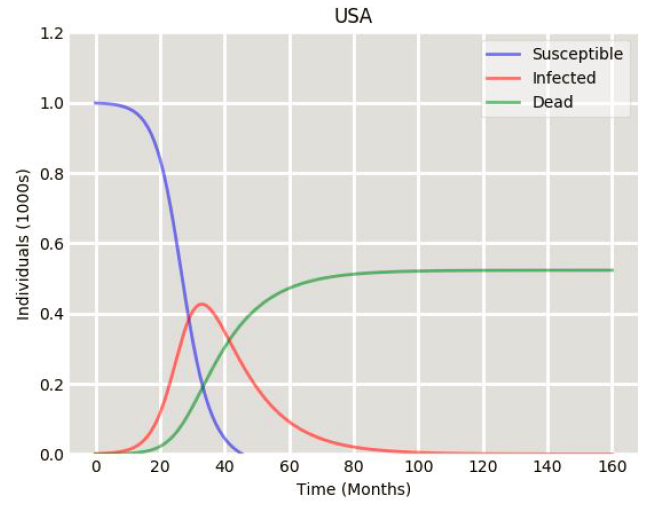 USA
1.2
1.0
0.8
0.6
0.4
0.2
0.0
Individuals (1000s)
Susceptible
Infected
Dead
0 20 40 60 80 100 120 140 160
Time (Months)